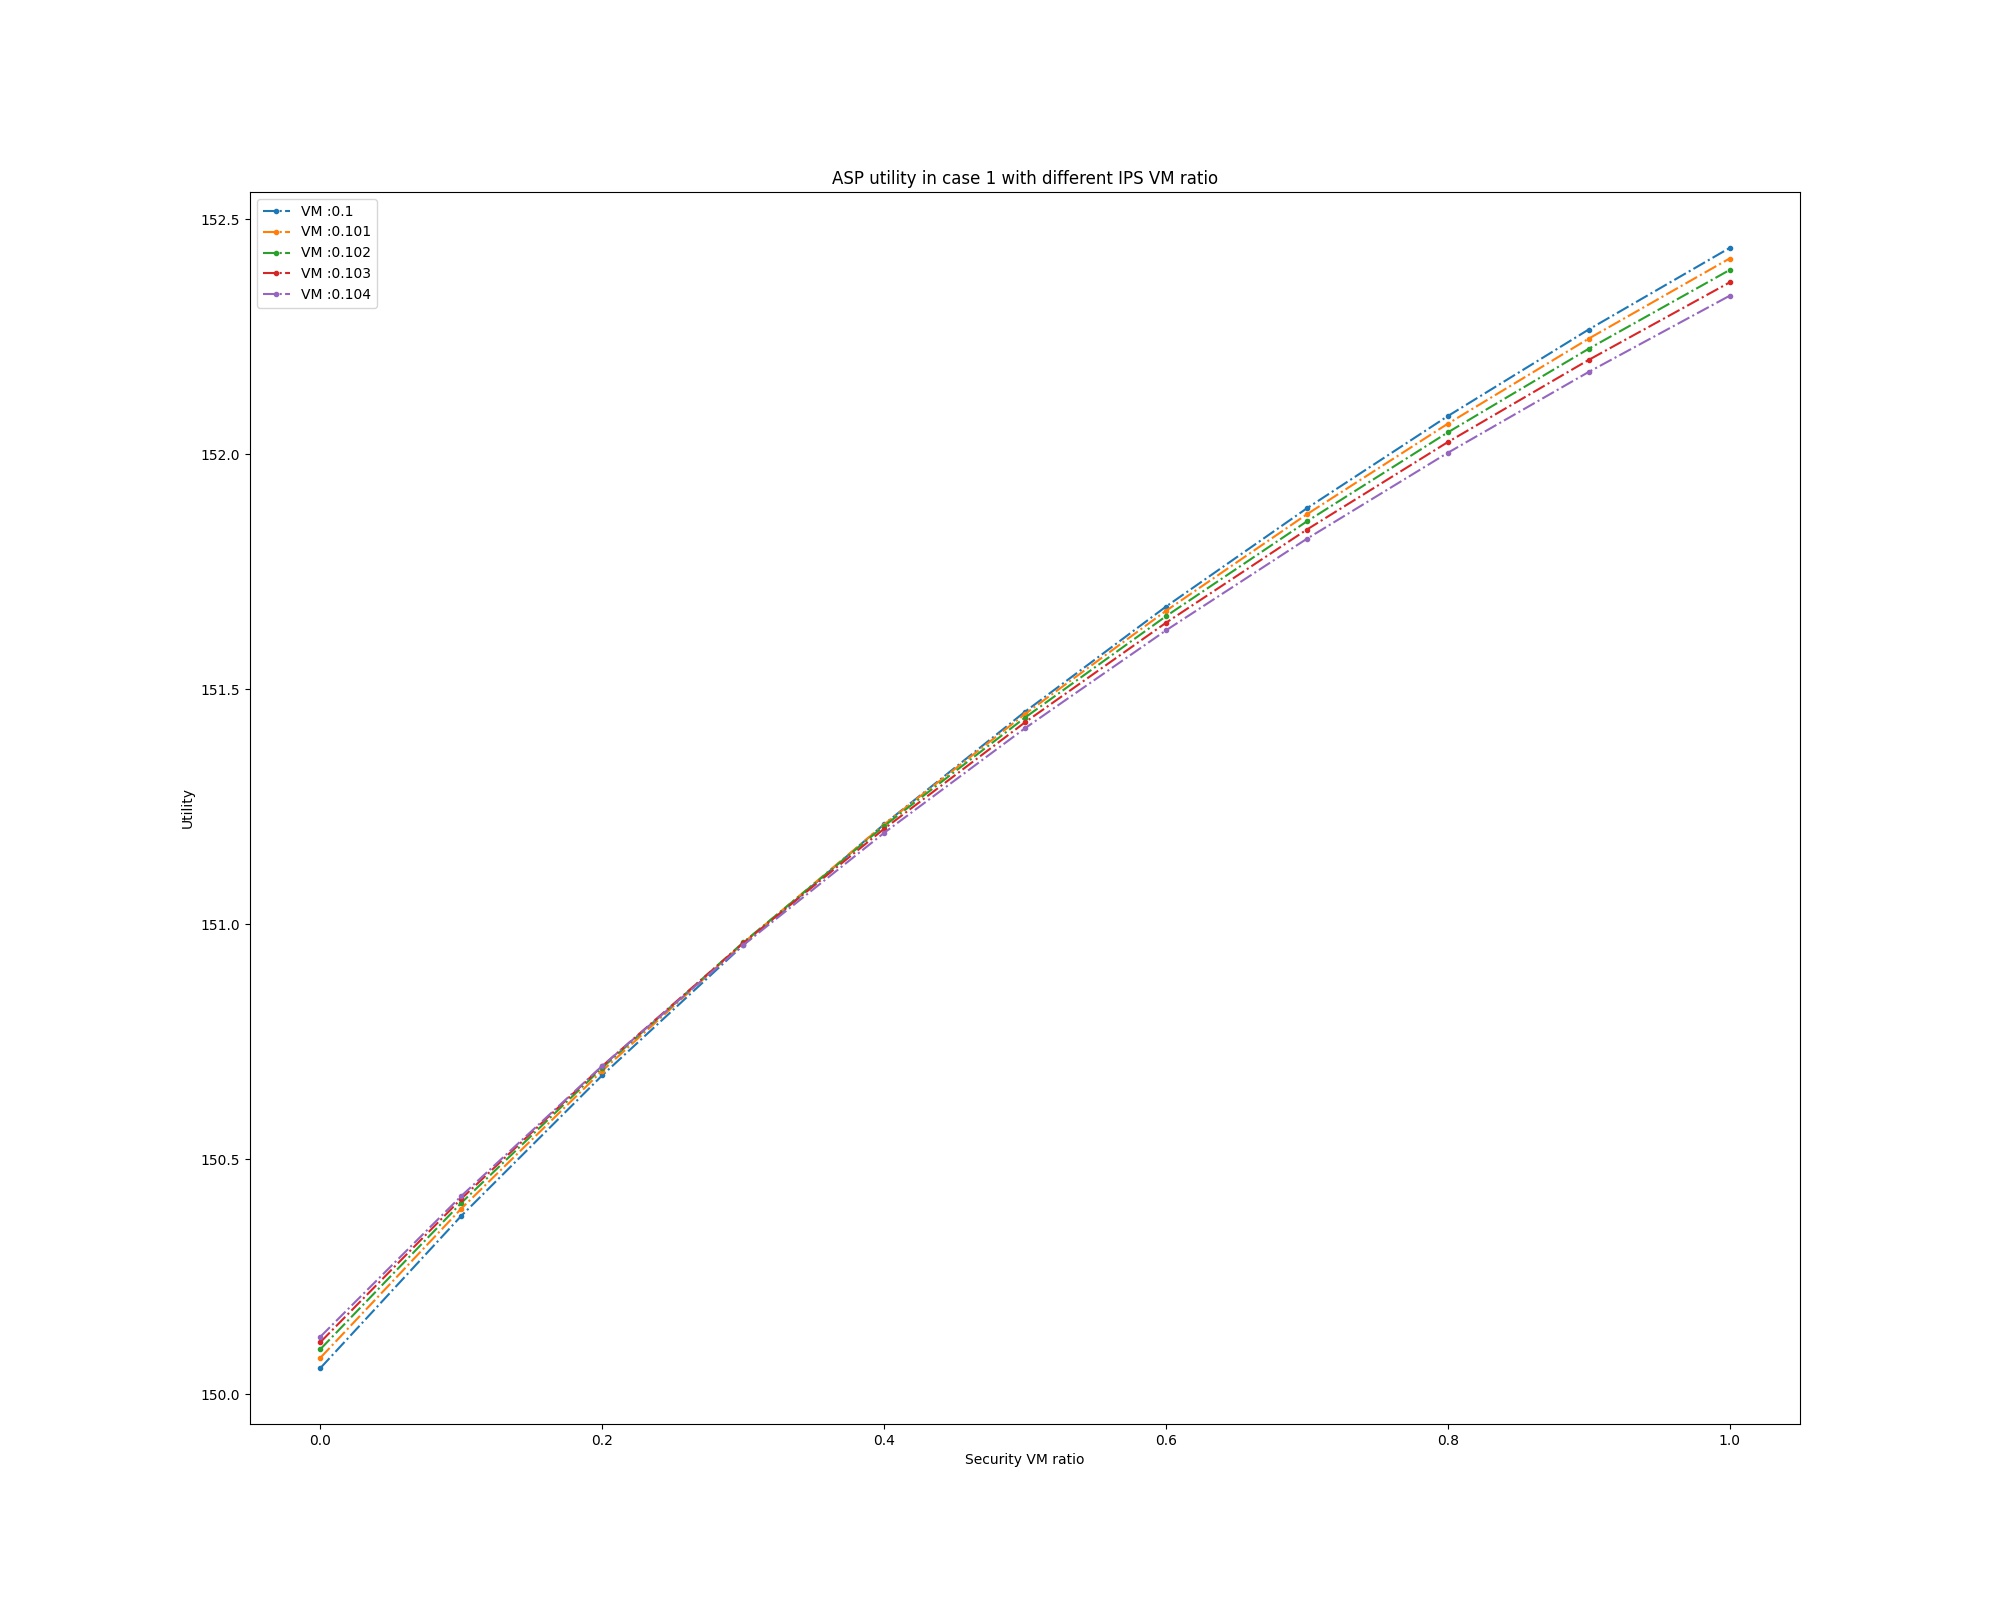 ASP utility in case 1 with different IPS VM ratio
VM :0.1
VM :0.101
VM :0.102
VM :0.103
VM :0.104
152.5
152.0
151.5
151.0
150.5
150.0
Utility
0.0 0.2 0.4 0.6 0.8 1.0
Security VM ratio